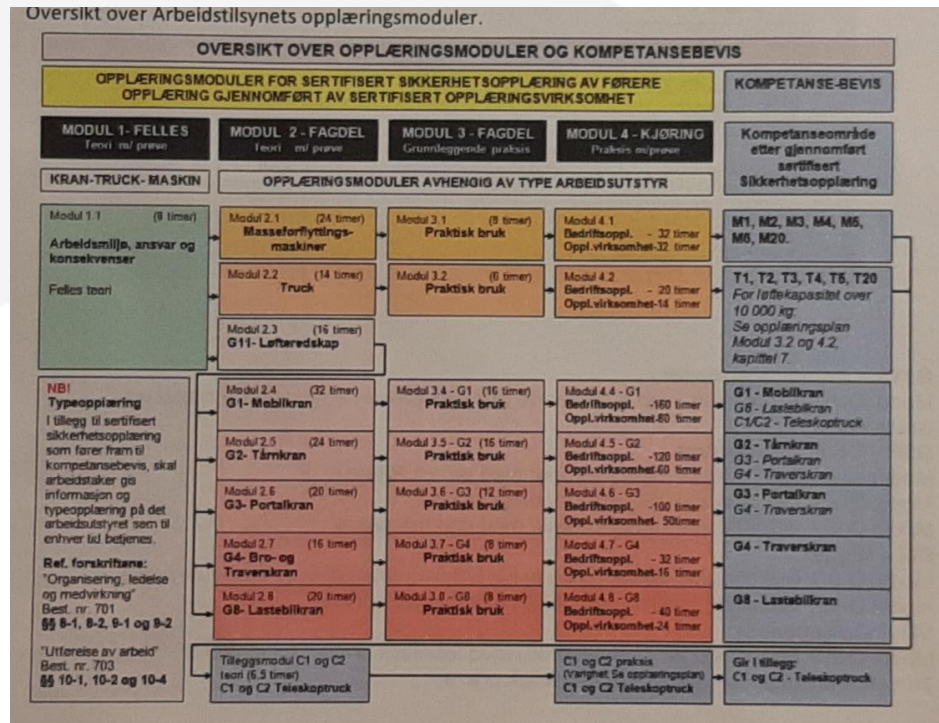 Oversikt over Arbeidstilsynets opplæringsmoduler.
OVERSIKT OVER OPPLÆRINGSMODULER OG KOMPETANSEBEVIS
OPPLÆRINGSMODULER FOR SERTIFISERT SIKKERHETSOPPLÆRING AV FØRERE
OPPLÆRING GJENNOMFØRT AV SERTIFISERT OPPLÆRINGSVIRKSOMHET
KOMPETANSE-BEVIS
MODUL 1- FELLES
Teori m/ prøve
MODUL 2 - FAGDEL
Teori m/ prøve
MODUL 3 - FAGDEL
Grunnleggende praksis
MODUL 4 - KJØRING
Praksis m/prøve
Kompetanseområde
etter gjennomført
sertifisert
Sikkerhetsopplæring
KRAN-TRUCK- MASKIN
OPPLÆRINGSMODULER AVHENGIG AV TYPE ARBEIDSUTSTYR
Modul 1.1 (8 timer)
Arbeidsmiljø, ansvar og
konsekvenser
Felles teori
Modul 2.1 (24 timer)
Masseforflyttings-
maskiner
Modul 3.1 (8 timer)
Praktisk bruk
Modul 4.1
Bedriftsoppl. - 32 timer
Oppl.virksomhet-32 timer
M1, M2, M3, M4, M5,
M6, M20.
Modul 2.2 (14 timer)
Truck
Modul 3.2 (6 timer)
Praktisk bruk
Modul 4.2
Bedriftsoppl. - 20 timer
Oppl.virksomhet-14 timer
T1, T2, T3, T4, T5, T20
For løftekapasitet over
10 000 kg:
Se opplæringsplan
Modul 3.2 og 4.2,
kapittel 7.
Modul 2.3 (16 timer)
G11- Løfteredskap
NB!
Typeopplæring
I tillegg til sertifisert
sikkerhetsopplæring
som fører fram til
kompetansebevis, skal
arbeidstaker gis
informasjon og
typeopplæring på det
arbeidsutstyret som til
enhver tid betjenes.
Ref. forskriftene:
"Organisering, ledelse
og medvirkning"
Best. nr. 701
§§ 8-1, 8-2, 9-1 og 9-2
"Utførelse av arbeid"
Best. nr. 703
§§ 10-1, 10-2 og 10-4
Modul 2.4 (32 timer)
G1- Mobilkran
Modul 3.4 - G1 (16 timer)
Praktisk bruk
Modul 4.4 - G1
Bedriftsoppl. -160 timer
Oppl.virksomhet-80 timer
G1 - Mobilkran
G8 - Lastebilkran
C1/C2 - Teleskoptruck
Modul 2.5 (24 timer)
G2- Tårnkran
Modul 3.5 - G2 (16 timer)
Praktisk bruk
Modul 4.5 - G2
Bedriftsoppl. -120 timer
Oppl.virksomhet-60 timer
G2 - Tårnkran
G3 - Portalkran
G4 - Traverskran
Modul 2.6 (20 timer)
G3- Portalkran
Modul 3.6 - G3 (12 timer)
Praktisk bruk
Modul 4.6 - G3
Bedriftsoppl. -100 timer
Oppl.virksomhet- 50timer
G3 - Portalkran
G4 - Traverskran
Modul 2.7 (16 timer)
G4- Bro- og
Traverskran
Modul 3.7 - G4 (8 timer)
Praktisk bruk
Modul 4.7 - G4
Bedriftsoppl. - 32 timer
Oppl.virksomhet-16 timer
G4 - Traverskran
Modul 2.8 (20 timer)
G8- Lastebilkran
Modul 3.8 - G8 (8 timer)
Praktisk bruk
Modul 4.8 - G8
Bedriftsoppl. - 40 timer
Oppl.virksomhet-24 timer
G8 - Lastebilkran
Tilleggsmodul C1 og C2
teori (6,5 timer)
C1 og C2 Teleskoptruck
C1 og C2 praksis
(Varighet. Se opplæringsplan)
C1 og C2 Teleskoptruck
Gir I tillegg:
C1 og C2 - Teleskoptruck